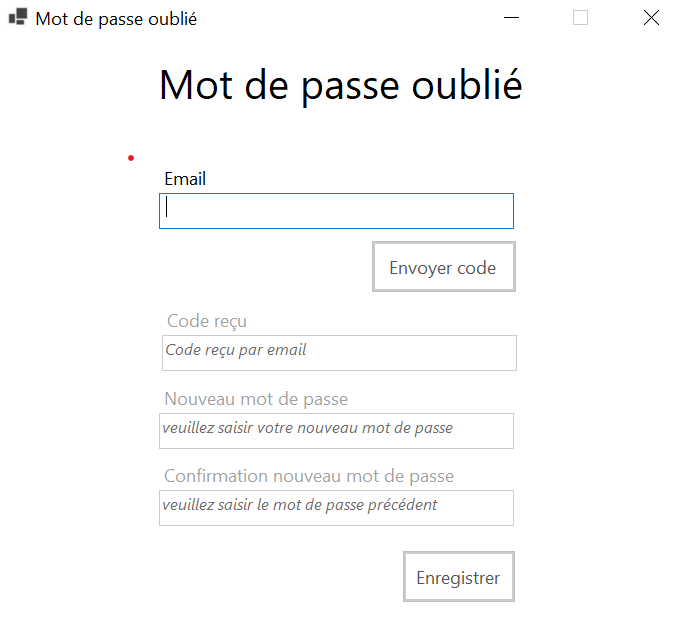 Mot de passe oublié
Mot de passe oublié
Email
Envoyer code
Code reçu
Code reçu par email
Nouveau mot de passe
veuillez saisir votre nouveau mot de passe
Confirmation nouveau mot de passe
veuillez saisir le mot de passe précédent
Enregistrer